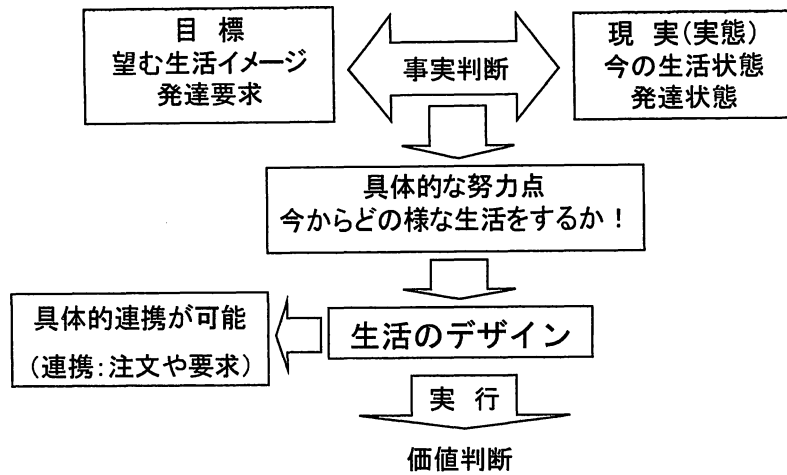 目 標
望む生活イメージ
発達要求
事実判断
現 実(実態)
今の生活状態
発達状態
具体的な努力点
今からどの様な生活をするか！
具体的連携が可能
(連携:注文や要求)
生活のデザイン
実 行
価値判断